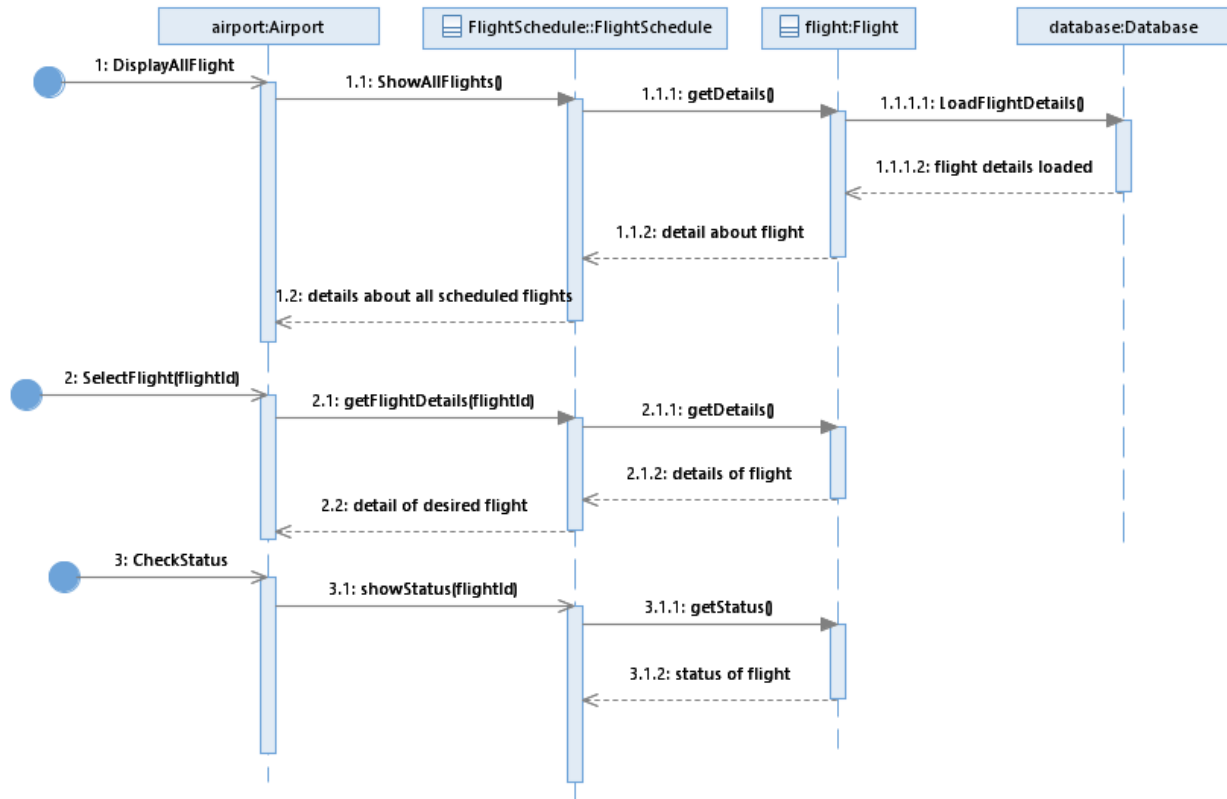 airport:Airport
FlightSchedule::FlightSchedule
flight:Flight
database:Database
1: DisplayAllFlight
1.1: ShowAllFlights()
1.1.1: getDetails()
1.1.1.1: LoadFlightDetails()
1.1.1.2: flight details loaded
1.1.2: detail about flight
1.2: details about all scheduled flights
2: SelectFlight(flightId)
2.1: getFlightDetails(flightId)
2.1.1: getDetails()
2.1.2: details of flight
2.2: detail of desired flight
3: CheckStatus
3.1: showStatus(flightId)
3.1.1: getStatus()
3.1.2: status of flight